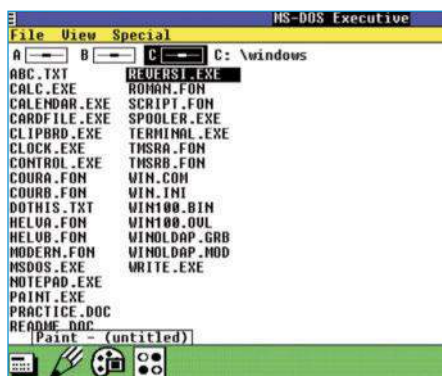 MS-DOS Executive
File View Special
A B C C: \windows
ABC.TXT REVERSI.EXE
CALC.EXE ROMAN.FON
CALENDAR.EXE SCRIPT.FON
CARDFILE.EXE SPOOLER.EXE
CLIPBRD.EXE TERMINAL.EXE
CLOCK.EXE TMSRA.FON
CONTROL.EXE TMSRB.FON
COURA.FON WIN.COM
COURB.FON WIN.INI
DOTHIS.TXT WIN100.BIN
HELVA.FON WIN100.OVL
HELVB.FON WINOLDAP.GRB
MODERN.FON WINOLDAP.MOD
MSDOS.EXE WRITE.EXE
NOTEPAD.EXE
PAINT.EXE
PRACTICE.DOC
README.DOC
Paint - (untitled)